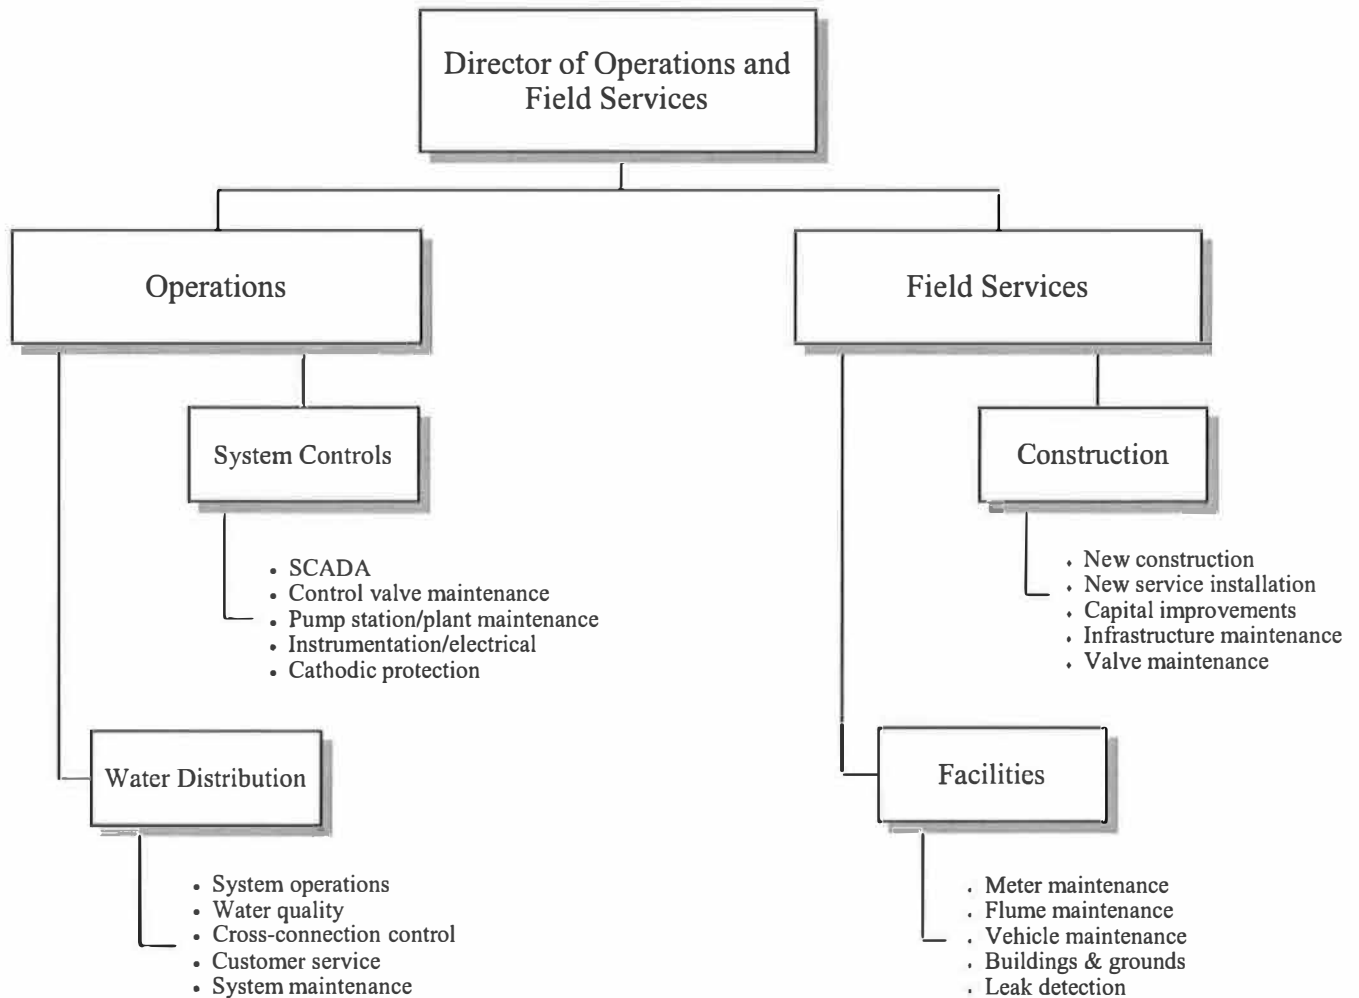 Director of Operations and
Field Services
Operations
Field Services
System Controls
Construction
• SCADA
• Control valve maintenance
• Pump station/plant maintenance
• Instrumentation/electrical
• Cathodic protection
⬧ New construction
⬧ New service installation
⬧ Capital improvements
⬧ Infrastructure maintenance
⬧ Valve maintenance
Water Distribution
Facilities
• System operations
• Water quality
• Cross-connection control
• Customer service
• System maintenance
• Meter maintenance
• Flume maintenance
• Vehicle maintenance
• Buildings & grounds
• Leak detection